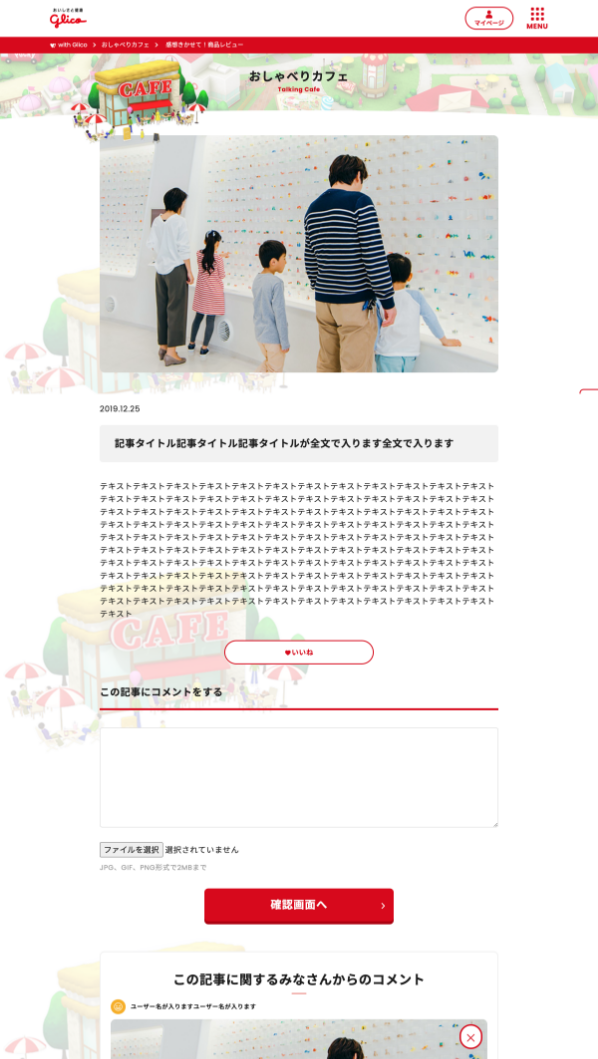 おいしさと健康
Glico
マイページ
MENU
with Glico > おしゃべりカフェ > 感想きかせて！商品レビュー
CAFE
おしゃべりカフェ
Talking Cafe
2019.12.25
記事タイトル記事タイトル記事タイトルが全文で入ります全文で入ります
テキストテキストテキストテキストテキストテキストテキストテキストテキストテキストテキストテキスト
テキストテキストテキストテキストテキストテキストテキストテキストテキストテキストテキストテキスト
テキストテキストテキストテキストテキストテキストテキストテキストテキストテキストテキストテキスト
テキストテキストテキストテキストテキストテキストテキストテキストテキストテキストテキストテキスト
テキストテキストテキストテキストテキストテキストテキストテキストテキストテキストテキストテキスト
テキストテキストテキストテキストテキストテキストテキストテキストテキストテキストテキストテキスト
テキストテキストテキストテキストテキストテキストテキストテキストテキストテキストテキストテキスト
テキストテキストテキストテキストテキストテキストテキストテキストテキストテキストテキストテキスト
テキストテキストテキストテキストテキストテキストテキストテキストテキストテキストテキストテキスト
テキストテキストテキストテキストテキストテキストテキストテキストテキストテキストテキストテキスト
テキスト
CAFE
いいね
この記事にコメントをする
ファイルを選択 選択されていません
JPG、GIF、PNG形式で2MBまで
確認画面へ
この記事に関するみなさんからのコメント
ユーザー名が入りますユーザー名が入ります